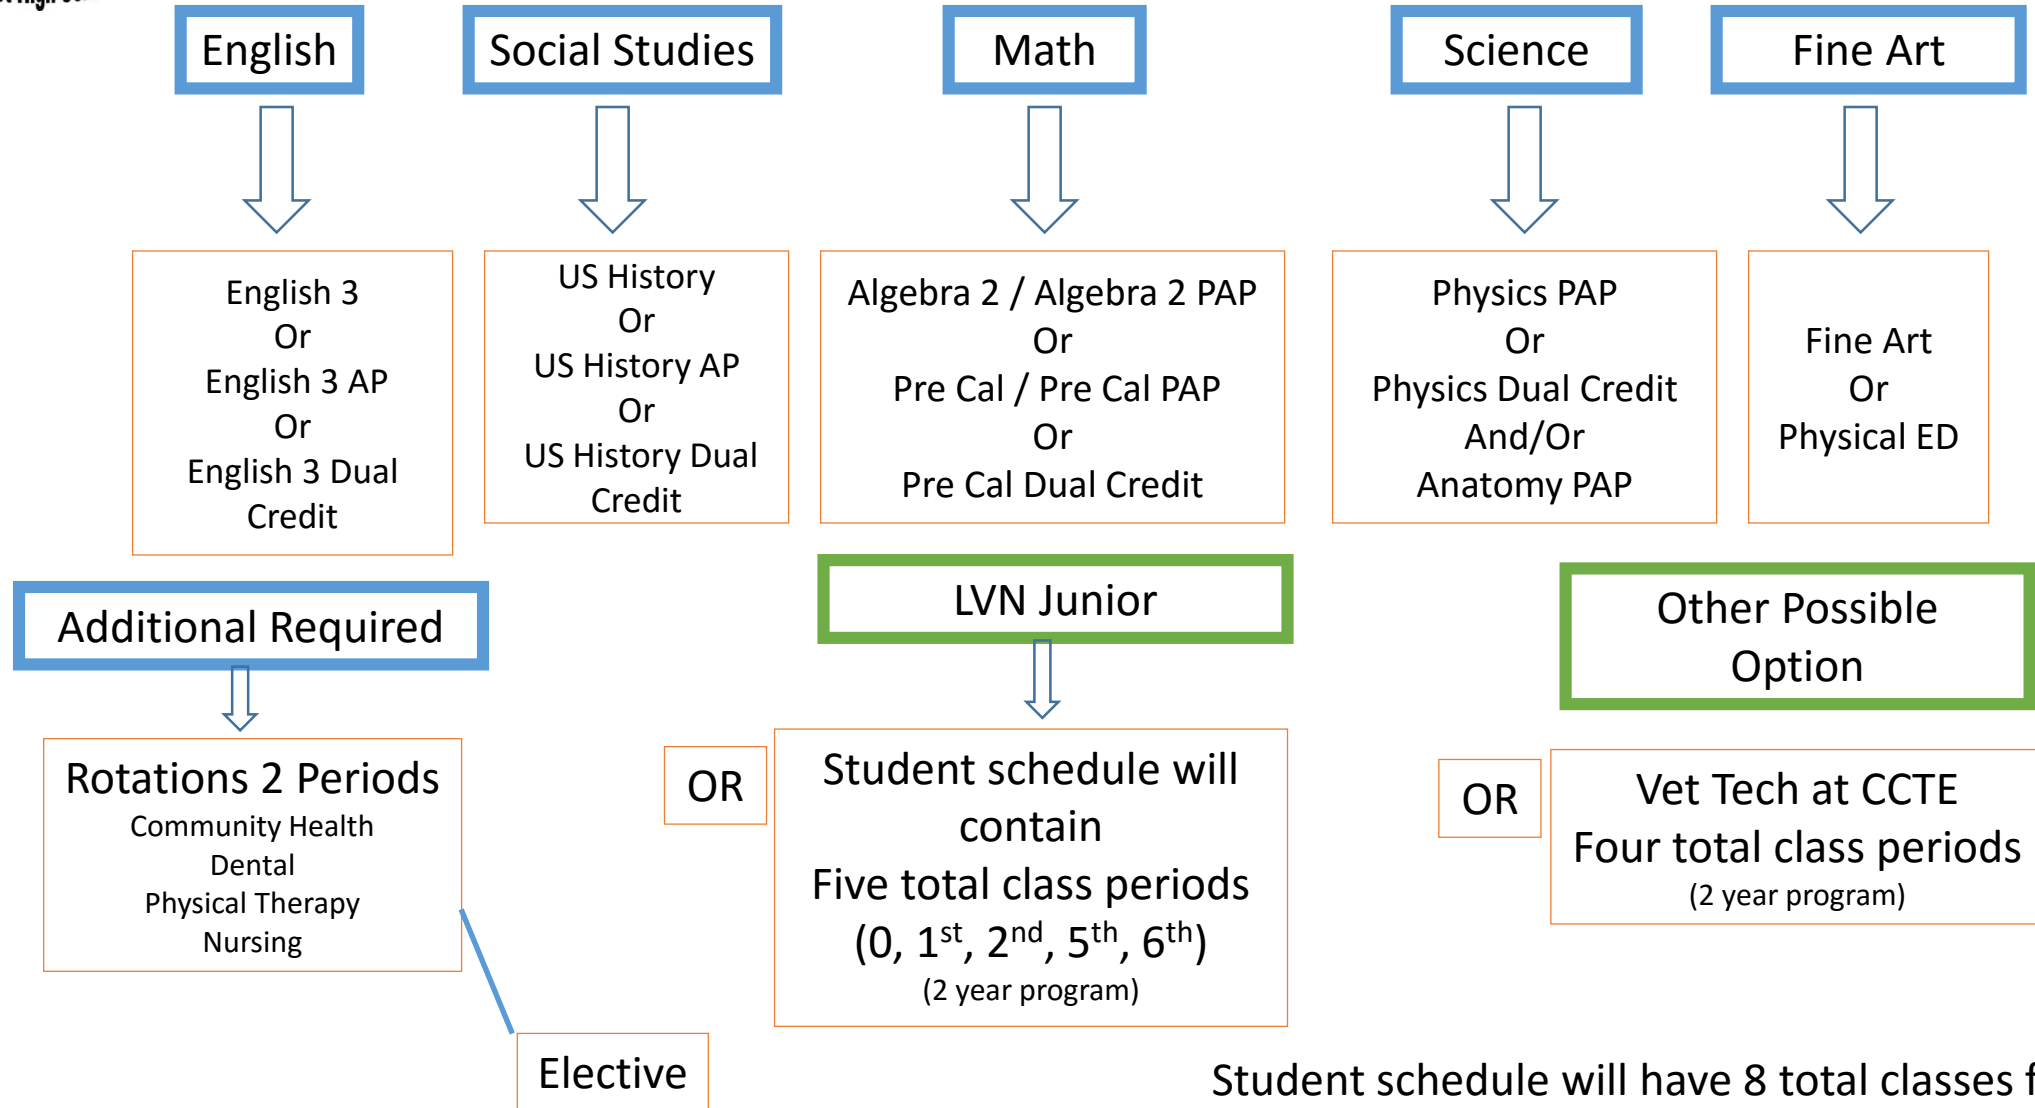 English
Social Studies
Math
Science
Fine Art
English 3
Or
English 3 AP
Or
English 3 Dual
Credit
US History
Or
US History AP
Or
US History Dual
Credit
Algebra 2 / Algebra 2 PAP
Or
Pre Cal / Pre Cal PAP
Or
Pre Cal Dual Credit
Physics PAP
Or
Physics Dual Credit
And/Or
Anatomy PAP
Fine Art
Or
Physical ED
Additional Required
Rotations 2 Periods
Community Health
Dental
Physical Therapy
Nursing
Elective
OR
LVN Junior
Student schedule will
contain
Five total class periods
(0, 1st, 2nd, 5th, 6th)
(2 year program)
Other Possible
Option
OR
Vet Tech at CCTE
Four total class periods
(2 year program)
Student schedule will have 8 total classes